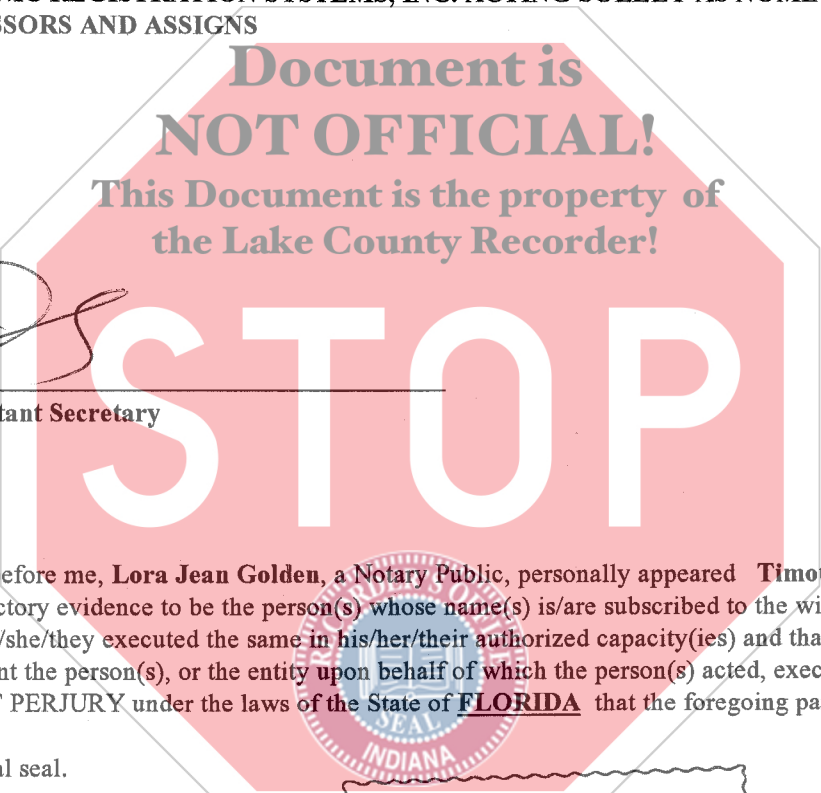 SSORS AND ASSIGNS
Document is
NOT OFFICIAL!
This Document is the property of
the Lake County Recorder!
STOP
tant Secretary
efore me, Lora Jean Golden, a Notary Public, personally appeared Timo
ctory evidence to be the person(s) whose name(s) is/are subscribed to the wi
/she/they executed the same in his/her/their authorized capacity(ies) and tha
nt the person(s), or the entity upon behalf of which the person(s) acted, exec
PERJURY under the laws of the State of FLORIDA that the foregoing pa
SEAL
INDIANA
al seal.